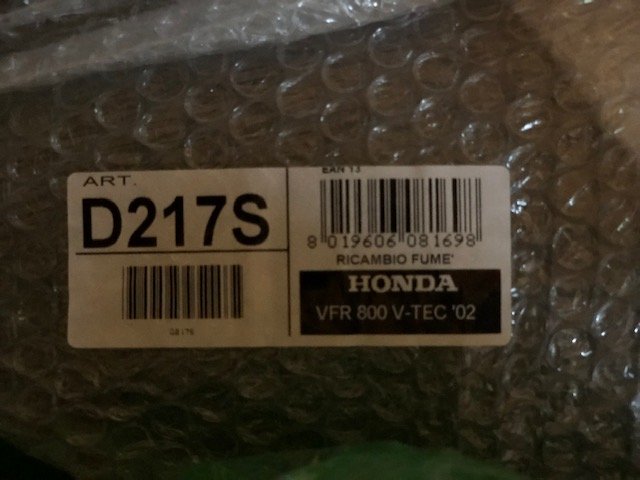 ART.
D217S
EAN 13
8 019606 081698
RICAMBIO FUME'
HONDA
VFR 800 V-TEC '02